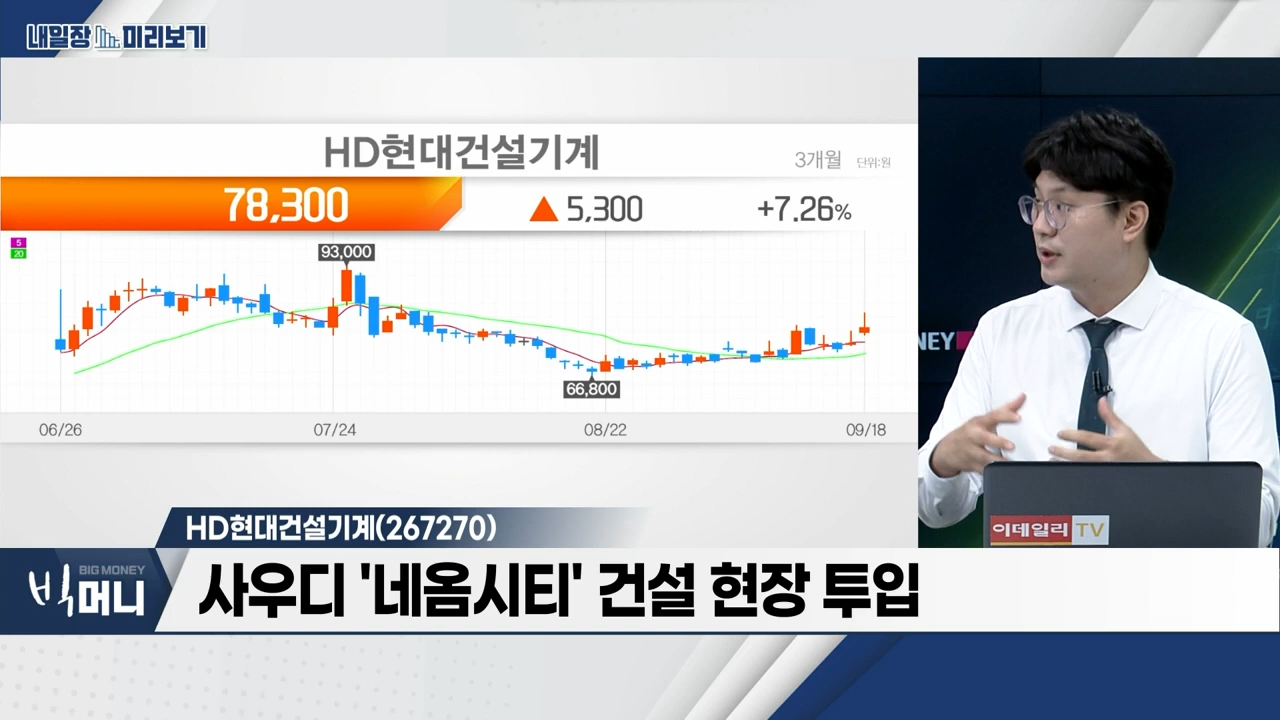 내일장 미리보기
HD현대건설기계
3개월 단위:원
78,300 ▲ 5,300 +7.26%
5
20
93,000
66,800
06/26 07/24 08/22 09/18
NEY
이데일리TV
HD현대건설기계(267270)
BIG MONEY
빅머니
사우디 '네옴시티' 건설 현장 투입